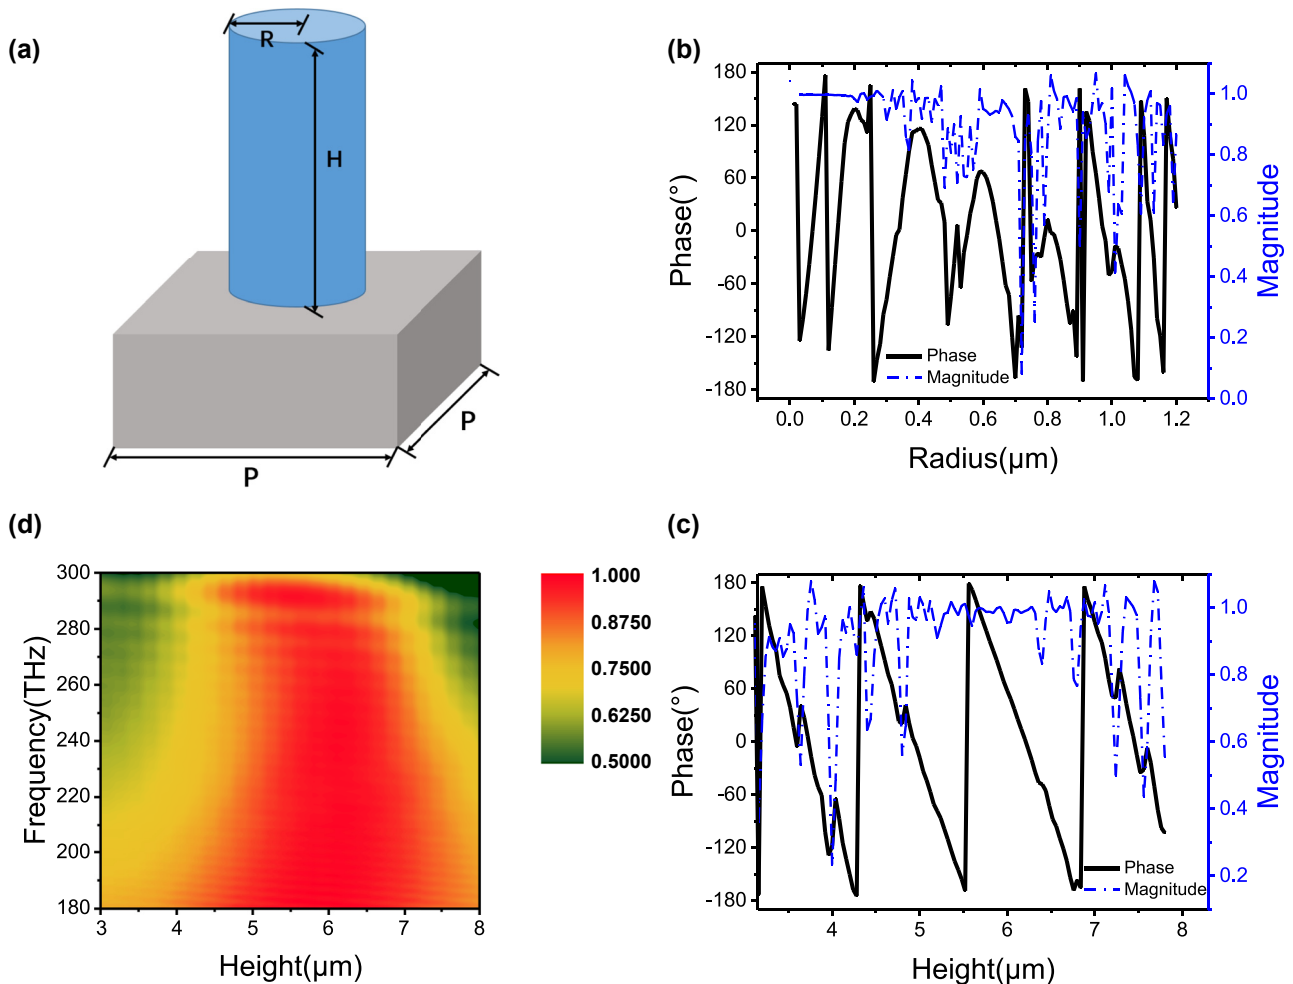 (a)
R
H
P
P
(b)
180
120
60
0
-60
-120
-180
Phase(°)
0.0 0.2 0.4 0.6 0.8 1.0 1.2
Radius(μm)
1.0
0.8
0.6
0.4
0.2
0.0
Magnitude
Phase
Magnitude
(d)
300
280
260
240
220
200
180
Frequency(THz)
3 4 5 6 7 8
Height(μm)
1.000
0.8750
0.7500
0.6250
0.5000
(c)
180
120
60
0
-60
-120
-180
Phase(°)
4 5 6 7 8
Height(μm)
1.0
0.8
0.6
0.4
0.2
Magnitude
Phase
Magnitude